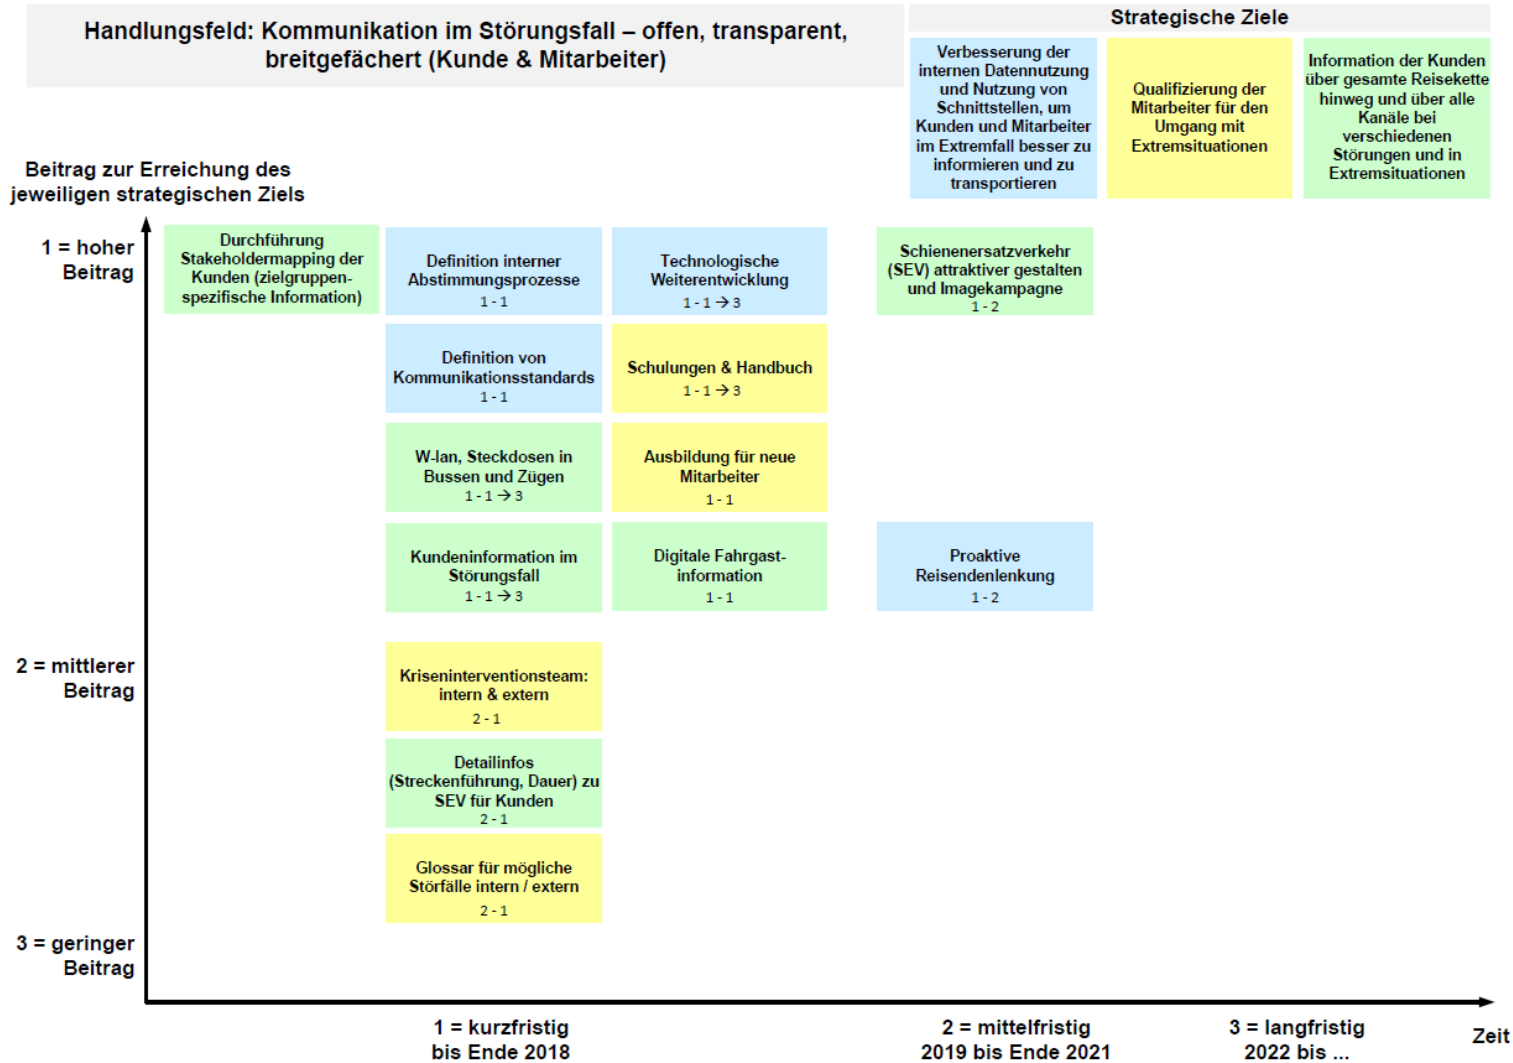 Handlungsfeld: Kommunikation im Störungsfall – offen, transparent,
breitgefächert (Kunde & Mitarbeiter)
Strategische Ziele
Verbesserung der
internen Datennutzung
und Nutzung von
Schnittstellen, um
Kunden und Mitarbeiter
im Extremfall besser zu
informieren und zu
transportieren
Qualifizierung der
Mitarbeiter für den
Umgang mit
Extremsituationen
Information der Kunden
über gesamte Reisekette
hinweg und über alle
Kanäle bei
verschiedenen
Störungen und in
Extremsituationen
Beitrag zur Erreichung des
jeweiligen strategischen Ziels
1 = hoher
Beitrag
Durchführung
Stakeholdermapping der
Kunden (zielgruppen-
spezifische Information)
Definition interner
Abstimmungsprozesse
1 - 1
Technologische
Weiterentwicklung
1 - 1 → 3
Schienenersatzverkehr
(SEV) attraktiver gestalten
und Imagekampagne
1 - 2
Definition von
Kommunikationsstandards
1 - 1
Schulungen & Handbuch
1 - 1 → 3
W-lan, Steckdosen in
Bussen und Zügen
1 - 1 → 3
Ausbildung für neue
Mitarbeiter
1 - 1
Kundeninformation im
Störungsfall
1 - 1 → 3
Digitale Fahrgast-
information
1 - 1
Proaktive
Reisendenlenkung
1 - 2
2 = mittlerer
Beitrag
Kriseninterventionsteam:
intern & extern
2 - 1
Detailinfos
(Streckenführung, Dauer) zu
SEV für Kunden
2 - 1
Glossar für mögliche
Störfälle intern / extern
2 - 1
3 = geringer
Beitrag
1 = kurzfristig
bis Ende 2018
2 = mittelfristig
2019 bis Ende 2021
3 = langfristig
2022 bis ...
Zeit